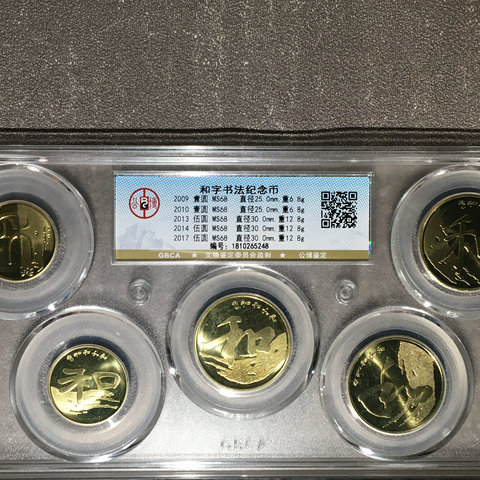 和字书法纪念币
2009 壹圆 MS68 直径25.0mm.重6.8g
2010 壹圆 MS68 直径25.0mm.重6.8g
2013 伍圆 MS68 直径30.0mm.重12.8g
2014 伍圆 MS68 直径30.0mm.重12.8g
2017 伍圆 MS68 直径30.0mm.重12.8g
编号：1810265248
GBCA ★ 文物鉴定委员会监制 ★ 公博鉴定
和
和
GBCA